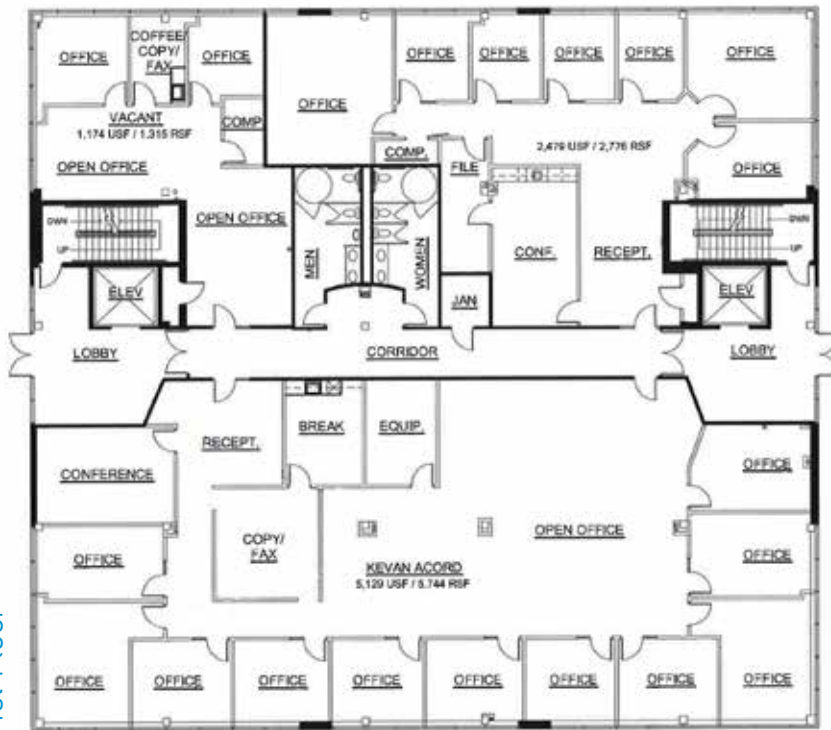 OFFICE
COFFEE/
COPY/
FAX
OFFICE
OFFICE
OFFICE
OFFICE
OFFICE
OFFICE
OFFICE
VACANT
1,174 USF / 1,315 RSF
COMP.
OPEN OFFICE
COMP.
FILE
2,479 USF / 2,776 RSF
OFFICE
DWN
UP
OPEN OFFICE
MEN
WOMEN
CONF.
RECEPT.
DWN
UP
ELEV
JAN
ELEV
LOBBY
CORRIDOR
LOBBY
RECEPT.
BREAK
EQUIP.
CONFERENCE
OFFICE
OFFICE
COPY/
FAX
OPEN OFFICE
OFFICE
KEVAN ACORD
5,129 USF / 5,744 RSF
OFFICE
OFFICE
OFFICE
OFFICE
OFFICE
OFFICE
OFFICE
OFFICE